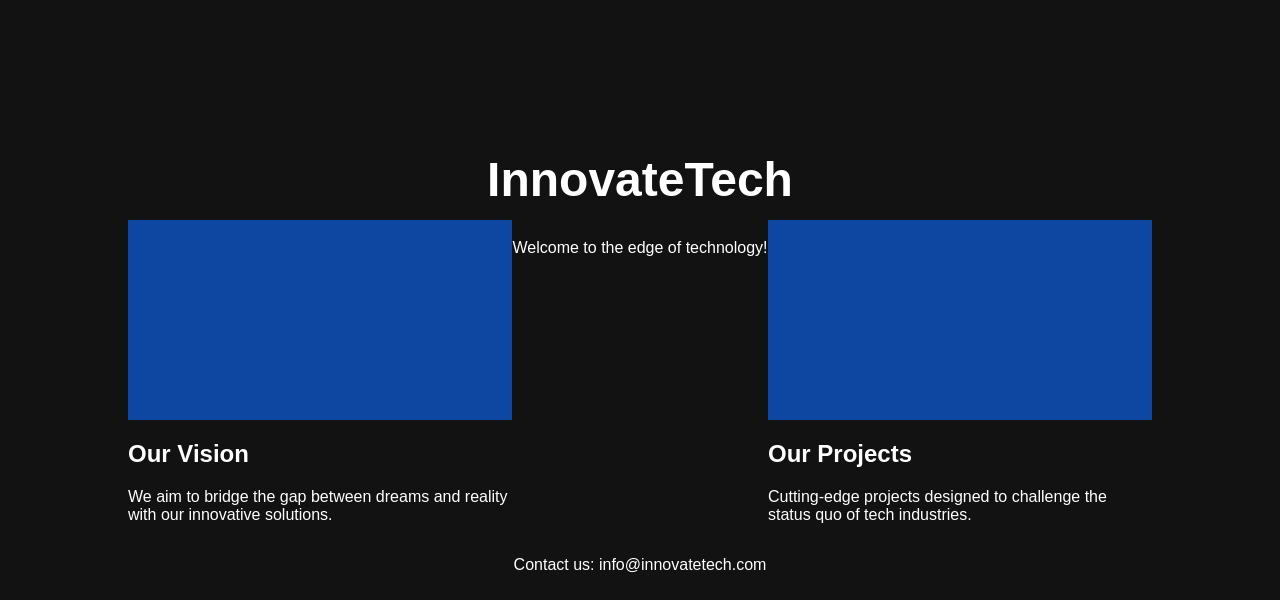 InnovateTech
Welcome to the edge of technology!
Our Vision
We aim to bridge the gap between dreams and reality
with our innovative solutions.
Our Projects
Cutting-edge projects designed to challenge the
status quo of tech industries.
Contact us: info@innovatetech.com